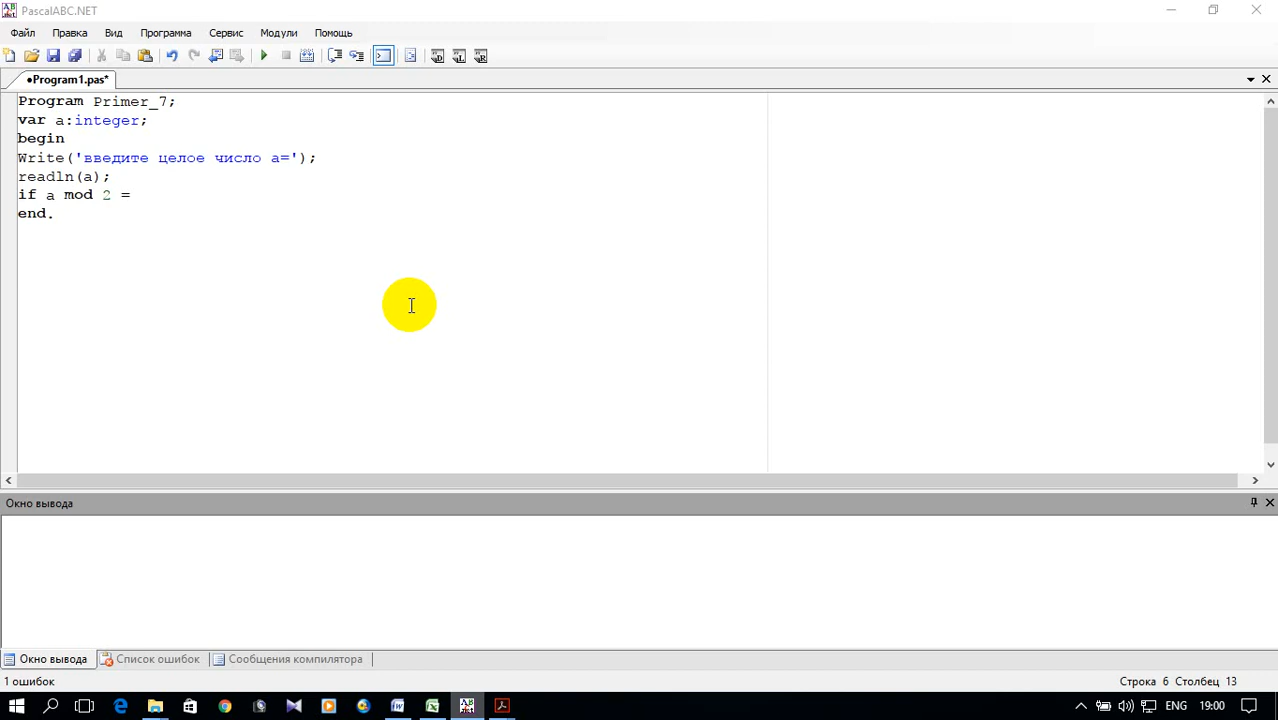 PascalABC.NET
Файл Правка Вид Программа Сервис Модули Помощь
•Program1.pas*
Program Primer_7;
var a:integer;
begin
Write('введите целое число a=');
readln(a);
if a mod 2 =
end.
Окно вывода
Окно вывода Список ошибок Сообщения компилятора
1 ошибок Строка 6 Столбец 13
ENG 19:00